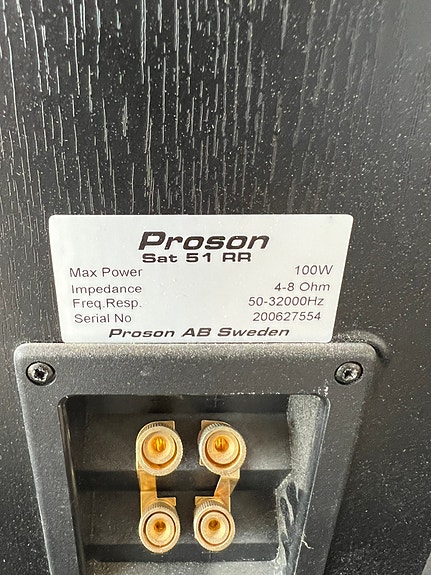 Proson
Sat 51 RR
Max Power 100W
Impedance 4-8 Ohm
Freq.Resp. 50-32000Hz
Serial No 200627554
Proson AB Sweden